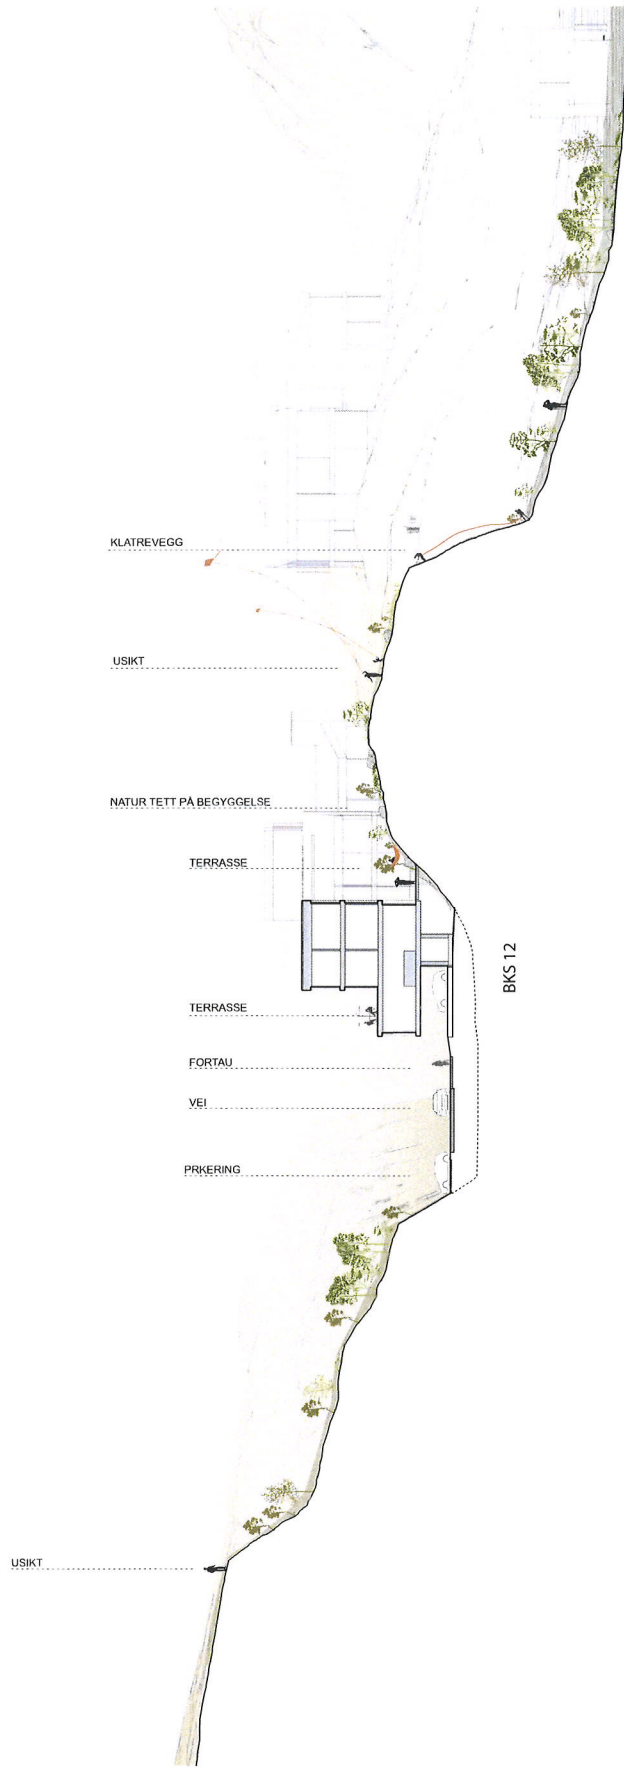 KLATREVEGG
USIKT
NATUR TETT PÅ BEGYGGELSE
TERRASSE
BKS 12
TERRASSE
FORTAU
VEI
PRKERING
USIKT